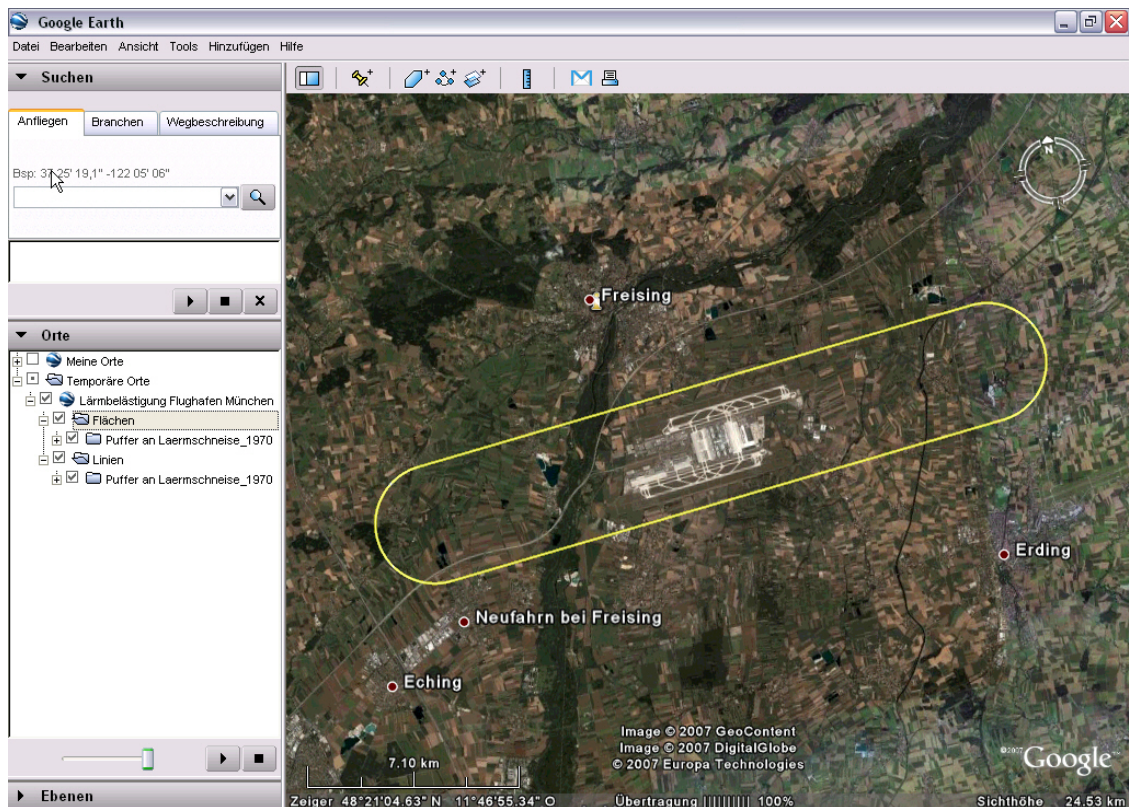 Google Earth
Datei Bearbeiten Ansicht Tools Hinzufügen Hilfe
Suchen
Anfliegen Branchen Wegbeschreibung
Bsp: 37 25' 19,1" -122 05' 06"
Orte
Meine Orte
Temporäre Orte
Lärmbelästigung Flughafen München
Flächen
Puffer an Laermschneise_1970
Linien
Puffer an Laermschneise_1970
Ebenen
N
Freising
Erding
Neufahrn bei Freising
Eching
Image © 2007 GeoContent
Image © 2007 DigitalGlobe
© 2007 Europa Technologies
©2007 Google™
7.10 km
Zeiger 48°21'04.63" N 11°46'55.34" O Übertragung |||||||||| 100% Sichthöhe 24.53 km